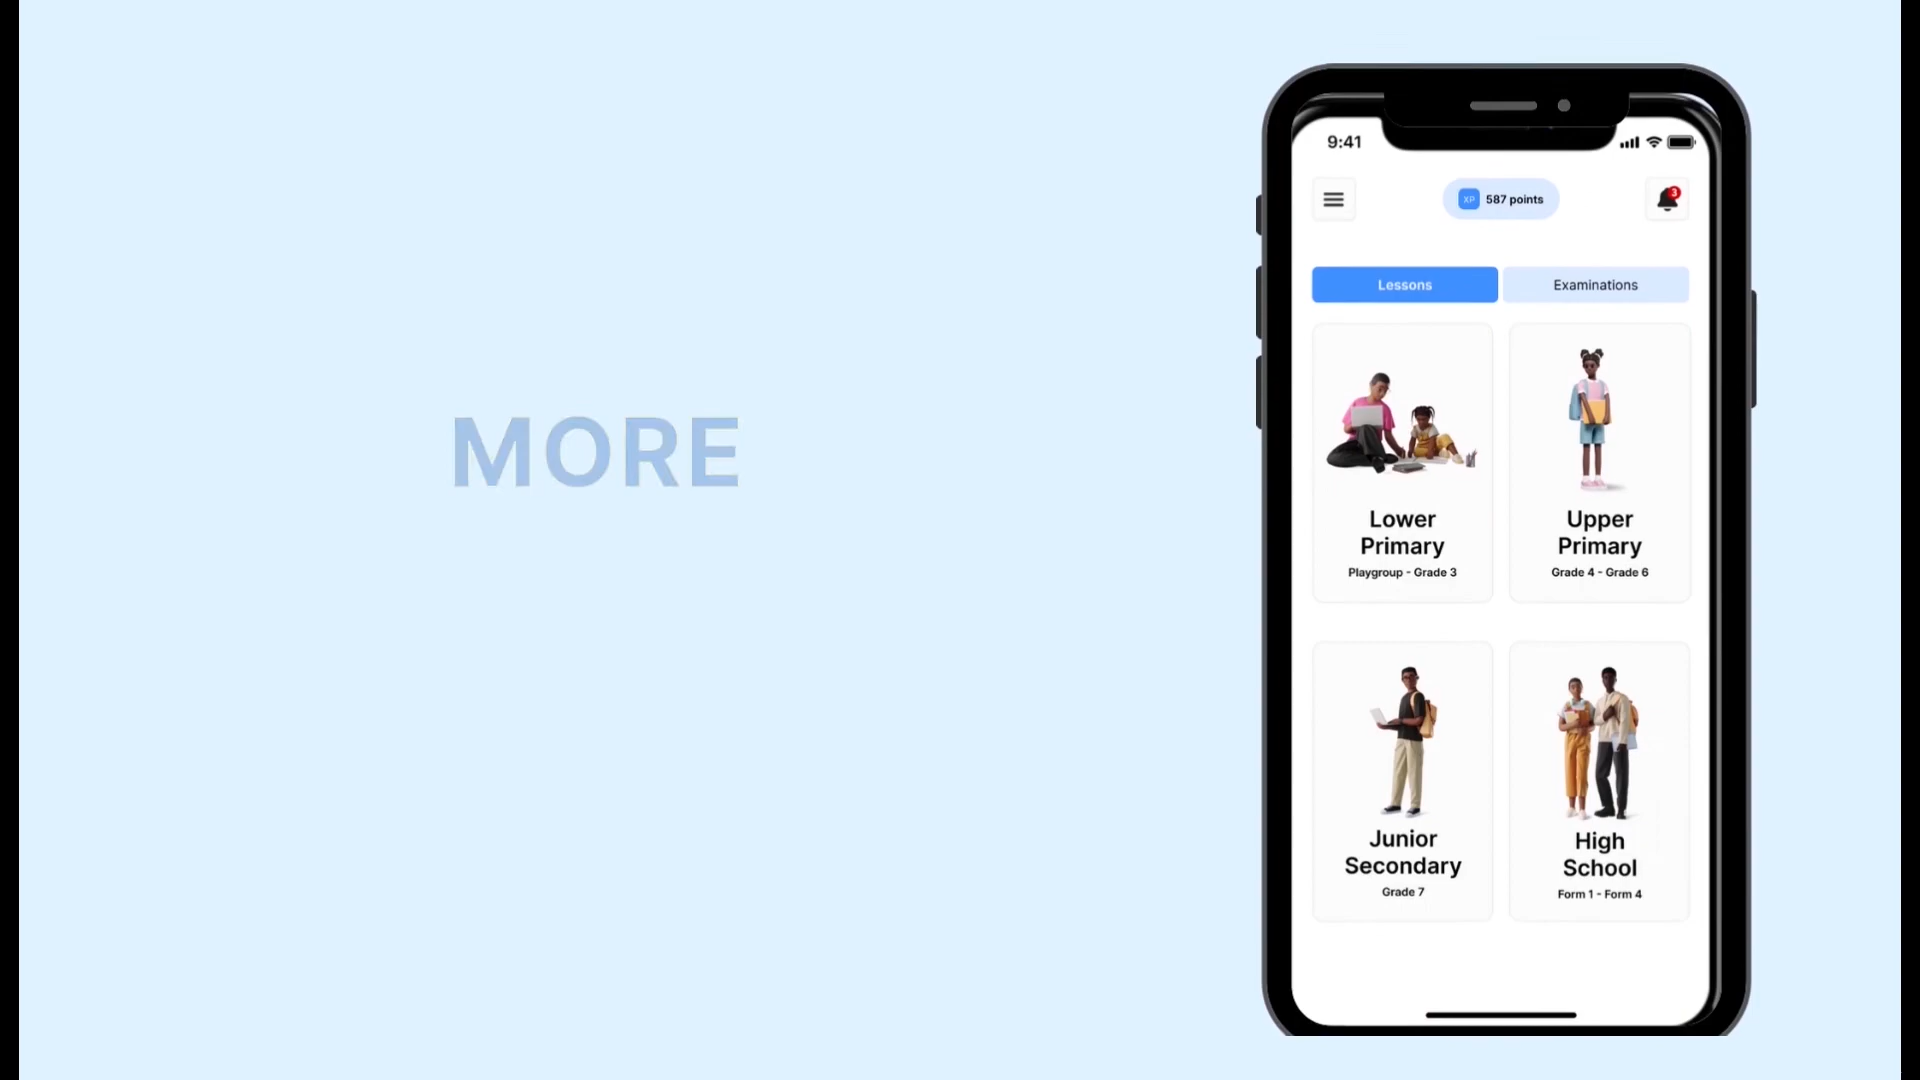 MORE
9:41
XP 587 points
3
Lessons Examinations
Lower
Primary
Playgroup - Grade 3
Upper
Primary
Grade 4 - Grade 6
Junior
Secondary
Grade 7
High
School
Form 1 - Form 4